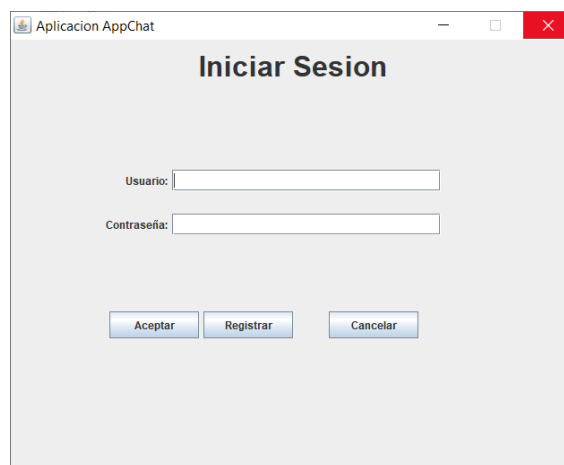 Aplicacion AppChat
Iniciar Sesion
Usuario:
Contraseña:
Aceptar Registrar Cancelar